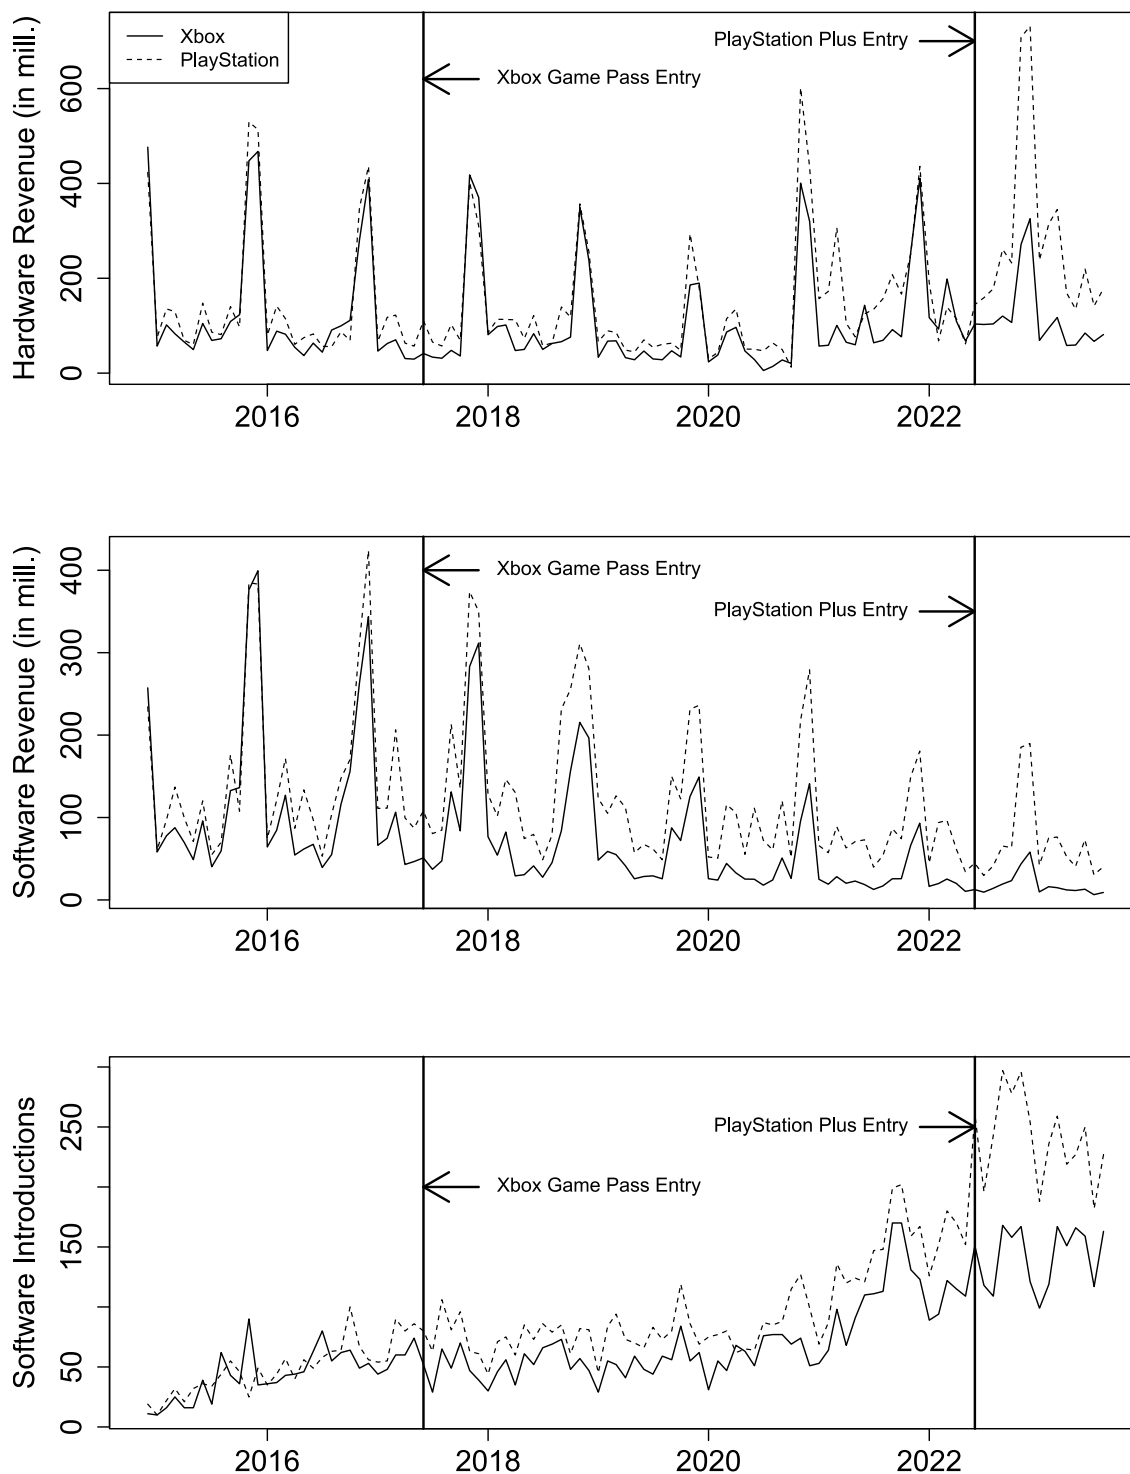 Hardware Revenue (in mill.)
0 200 400 600
Xbox
PlayStation
PlayStation Plus Entry
Xbox Game Pass Entry
2016 2018 2020 2022
Software Revenue (in mill.)
0 100 200 300 400
Xbox Game Pass Entry
PlayStation Plus Entry
2016 2018 2020 2022
Software Introductions
0 50 150 250
PlayStation Plus Entry
Xbox Game Pass Entry
2016 2018 2020 2022